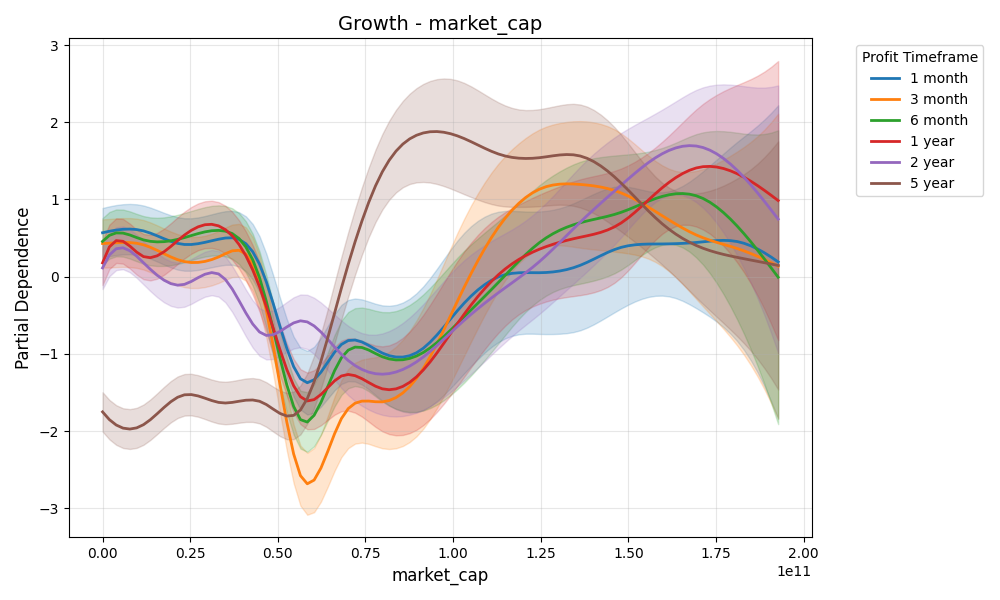 Growth - market_cap
Profit Timeframe
1 month
3 month
6 month
1 year
2 year
5 year
Partial Dependence
3
2
1
0
−1
−2
−3
0.00 0.25 0.50 0.75 1.00 1.25 1.50 1.75 2.00
1e11
market_cap